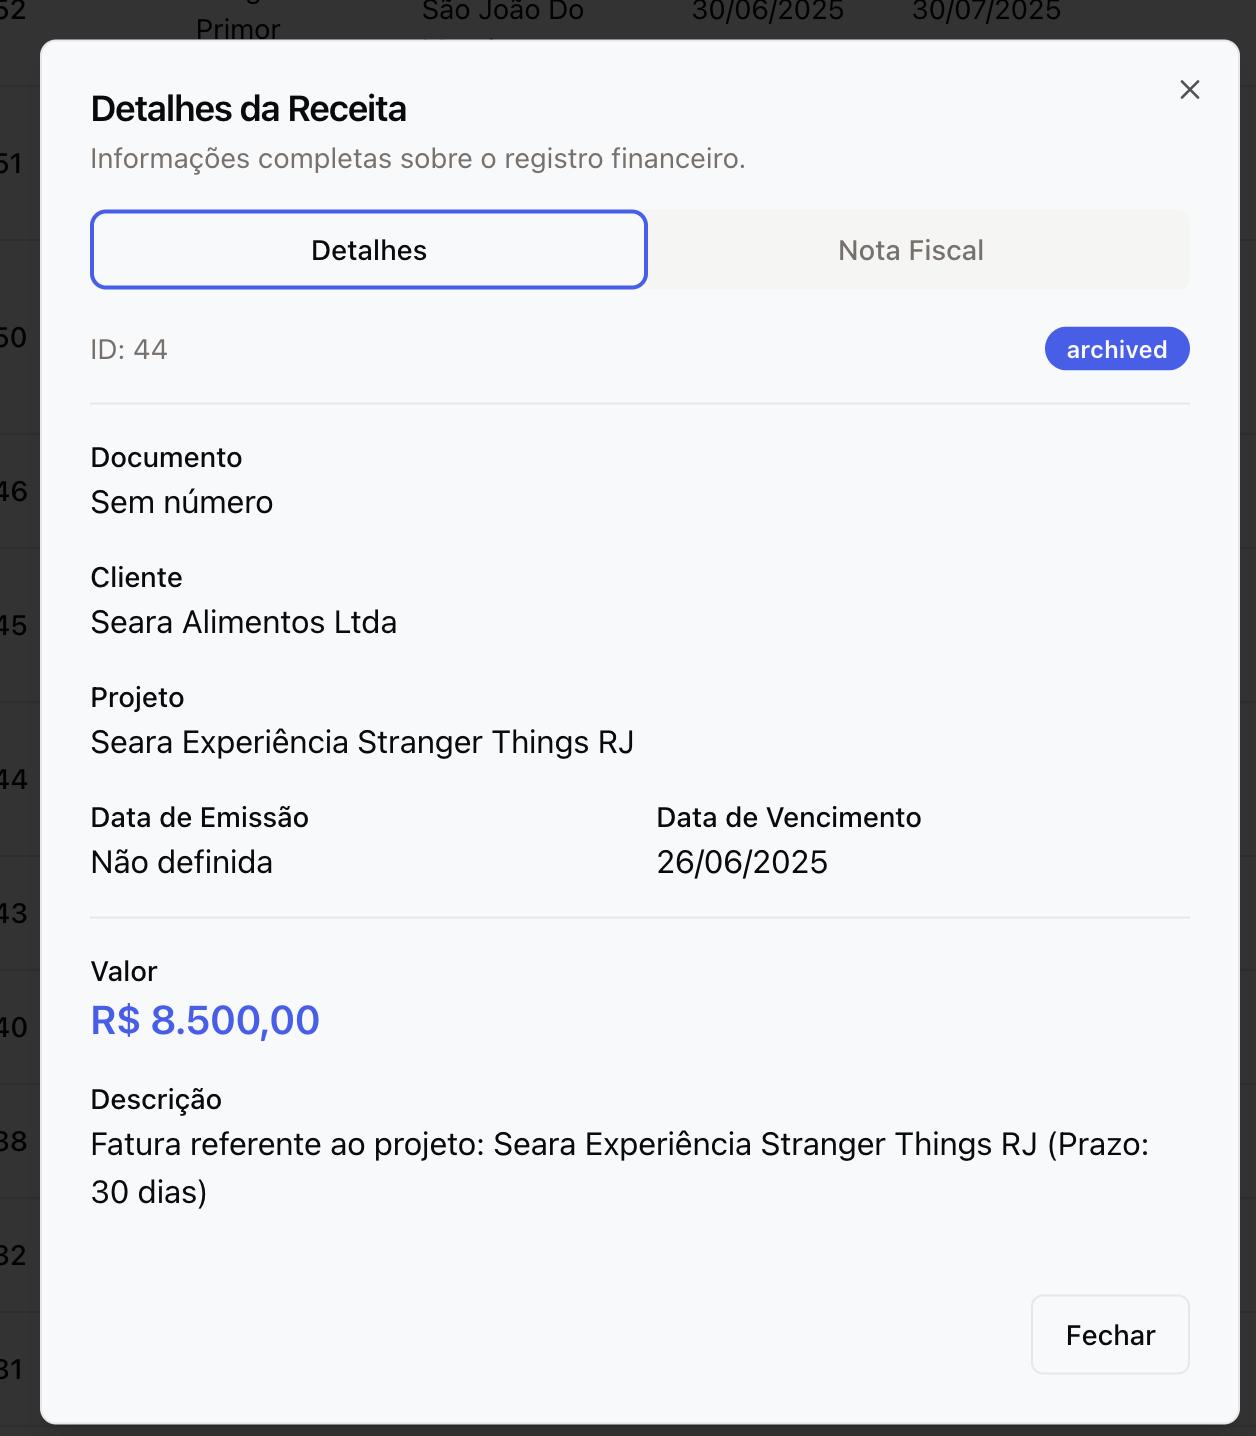 52
Primor
São João Do
30/06/2025
30/07/2025
Detalhes da Receita
Informações completas sobre o registro financeiro.
Detalhes
Nota Fiscal
51
50
ID: 44
archived
Documento
46
Sem número
Cliente
45
Seara Alimentos Ltda
Projeto
Seara Experiência Stranger Things RJ
44
Data de Emissão
Data de Vencimento
Não definida
26/06/2025
43
Valor
R$ 8.500,00
40
Descrição
38
Fatura referente ao projeto: Seara Experiência Stranger Things RJ (Prazo:
30 dias)
32
Fechar
31